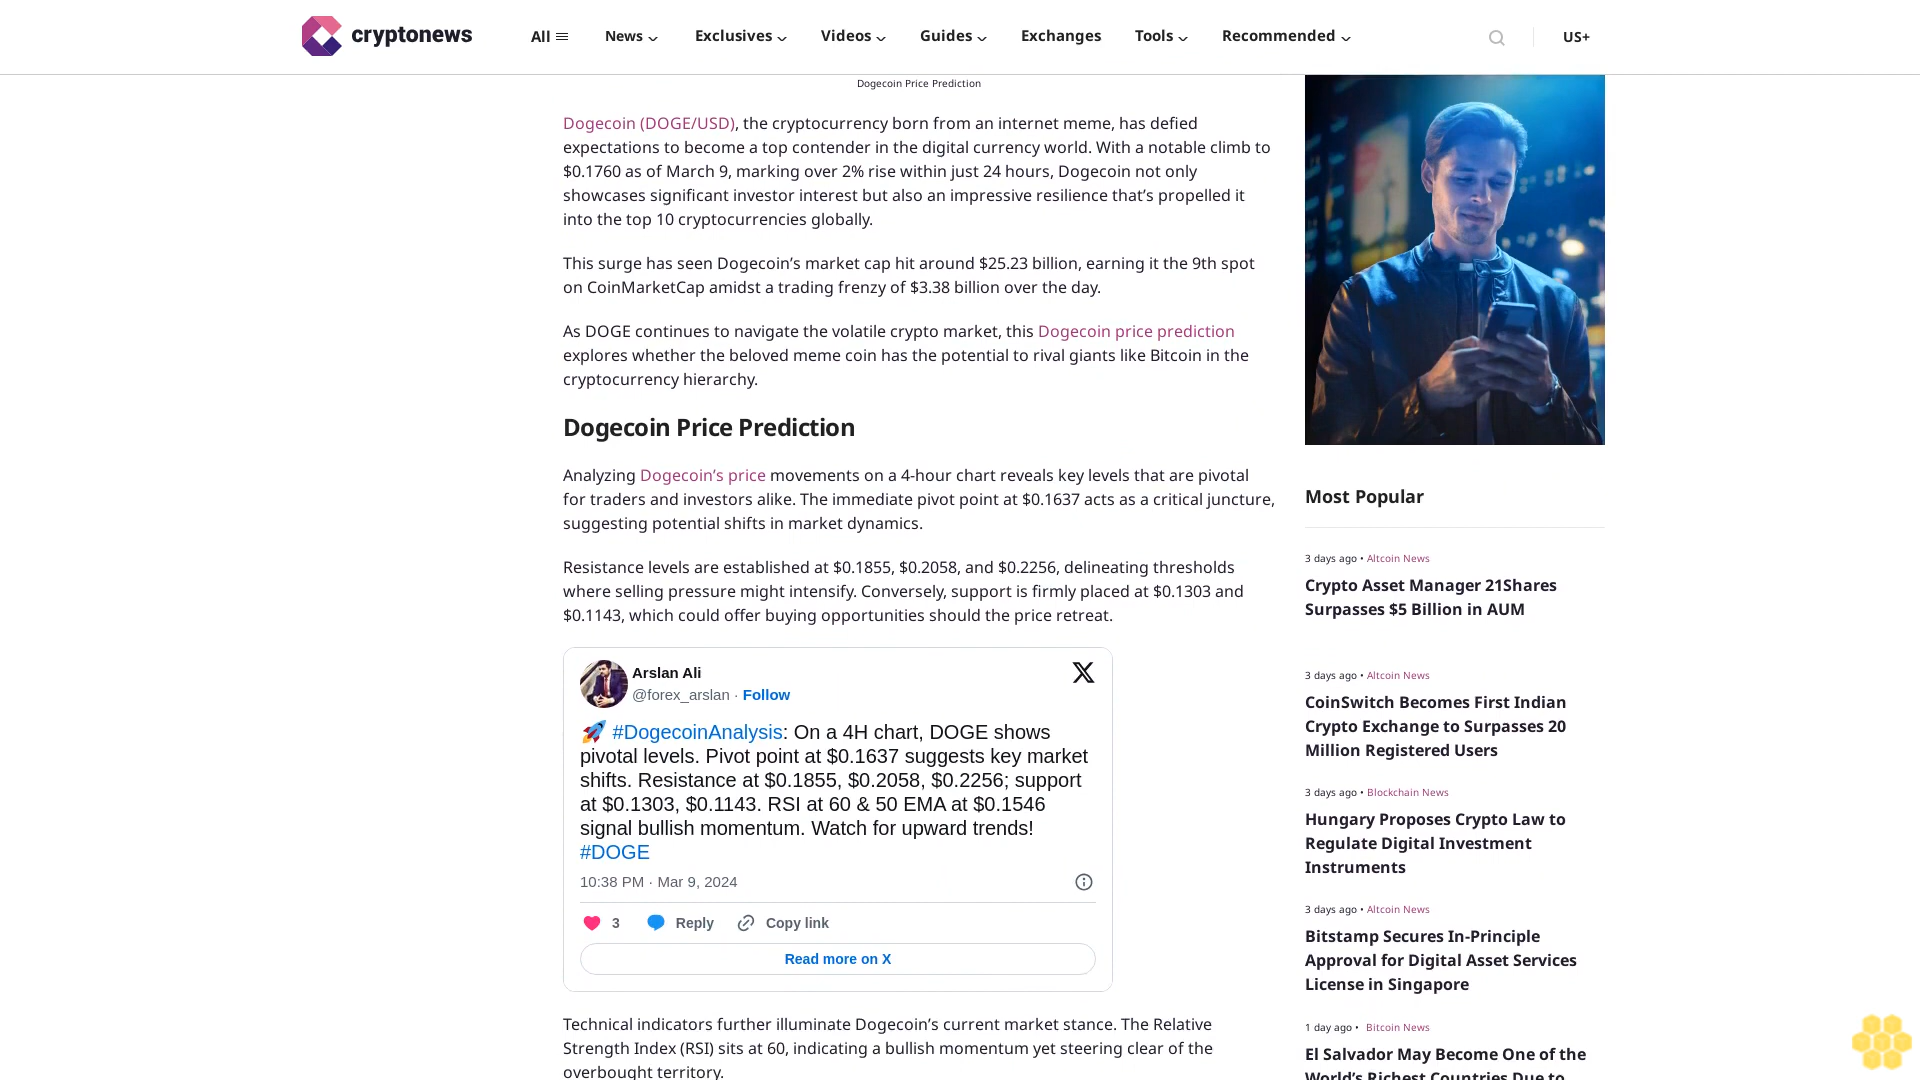 cryptonews
All
News
Exclusives
Videos
Guides
Exchanges
Tools
Recommended
US+
Dogecoin Price Prediction
Dogecoin (DOGE/USD), the cryptocurrency born from an internet meme, has defied
expectations to become a top contender in the digital currency world. With a notable climb to
$0.1760 as of March 9, marking over 2% rise within just 24 hours, Dogecoin not only
showcases significant investor interest but also an impressive resilience that’s propelled it
into the top 10 cryptocurrencies globally.
This surge has seen Dogecoin’s market cap hit around $25.23 billion, earning it the 9th spot
on CoinMarketCap amidst a trading frenzy of $3.38 billion over the day.
As DOGE continues to navigate the volatile crypto market, this Dogecoin price prediction
explores whether the beloved meme coin has the potential to rival giants like Bitcoin in the
cryptocurrency hierarchy.
Dogecoin Price Prediction
Analyzing Dogecoin’s price movements on a 4-hour chart reveals key levels that are pivotal
for traders and investors alike. The immediate pivot point at $0.1637 acts as a critical juncture,
suggesting potential shifts in market dynamics.
Resistance levels are established at $0.1855, $0.2058, and $0.2256, delineating thresholds
where selling pressure might intensify. Conversely, support is firmly placed at $0.1303 and
$0.1143, which could offer buying opportunities should the price retreat.
Arslan Ali
@forex_arslan · Follow
🚀 #DogecoinAnalysis: On a 4H chart, DOGE shows
pivotal levels. Pivot point at $0.1637 suggests key market
shifts. Resistance at $0.1855, $0.2058, $0.2256; support
at $0.1303, $0.1143. RSI at 60 & 50 EMA at $0.1546
signal bullish momentum. Watch for upward trends!
#DOGE
10:38 PM · Mar 9, 2024
3
Reply
Copy link
Read more on X
Technical indicators further illuminate Dogecoin’s current market stance. The Relative
Strength Index (RSI) sits at 60, indicating a bullish momentum yet steering clear of the
overbought territory.
Most Popular
3 days ago • Altcoin News
Crypto Asset Manager 21Shares
Surpasses $5 Billion in AUM
3 days ago • Altcoin News
CoinSwitch Becomes First Indian
Crypto Exchange to Surpasses 20
Million Registered Users
3 days ago • Blockchain News
Hungary Proposes Crypto Law to
Regulate Digital Investment
Instruments
3 days ago • Altcoin News
Bitstamp Secures In-Principle
Approval for Digital Asset Services
License in Singapore
1 day ago • Bitcoin News
El Salvador May Become One of the
World’s Richest Countries Due to